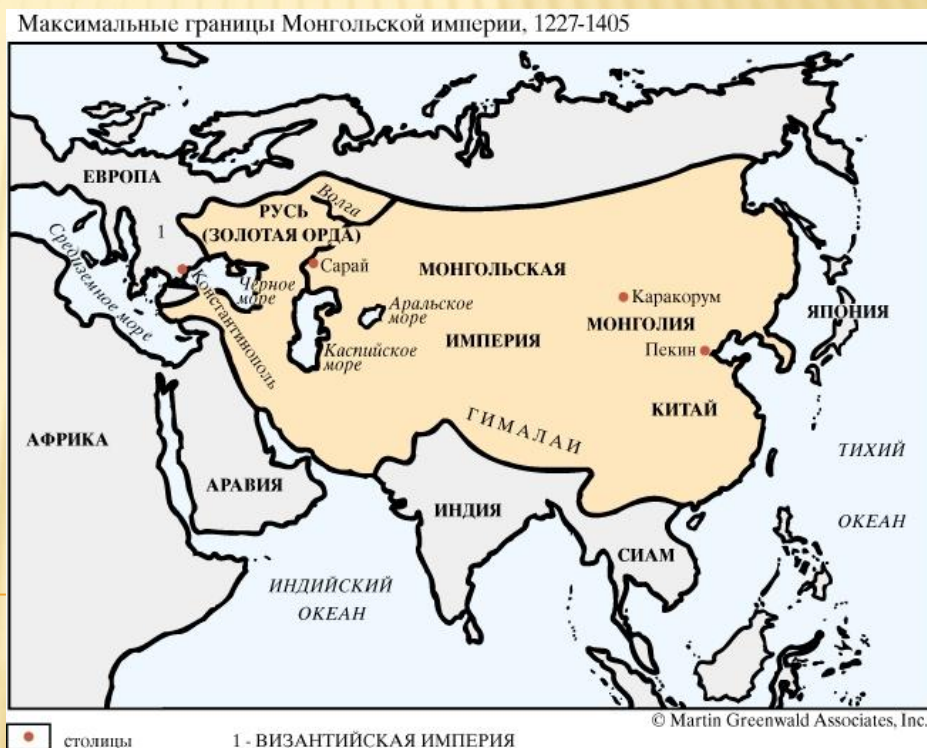 Максимальные границы Монгольской империи, 1227-1405
ЕВРОПА
Волга
РУСЬ
(ЗОЛОТАЯ ОРДА)
1
Сарай
Средиземное море
Константинополь
Черное
море
МОНГОЛЬСКАЯ
Аральское
море
Каракорум
МОНГОЛИЯ
ЯПОНИЯ
ИМПЕРИЯ
Каспийское
море
Пекин
ГИМАЛАИ
КИТАЙ
АФРИКА
АРАВИЯ
ТИХИЙ
ОКЕАН
ИНДИЯ
СИАМ
ИНДИЙСКИЙ
ОКЕАН
© Martin Greenwald Associates, Inc.
столицы
1 - ВИЗАНТИЙСКАЯ ИМПЕРИЯ